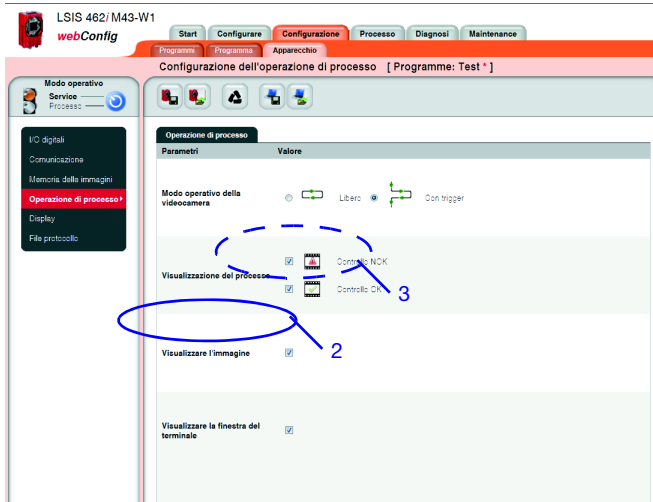 LSIS 462i M43-W1
webConfig
Start Configurare Configurazione Processo Diagnosi Maintenance
Programmi Programma Apparecchio
Configurazione dell'operazione di processo [ Programme: Test * ]
Modo operativo
Service
Processo
I/O digitali
Comunicazione
Memoria delle immagini
Operazione di processo
Display
File protocollo
Operazione di processo
Parametri Valore
Modo operativo della
videocamera
Libero Con trigger
Visualizzazione del processo
Controllo NOK
Controllo OK
3
2
Visualizzare l'immagine
Visualizzare la finestra del
terminale